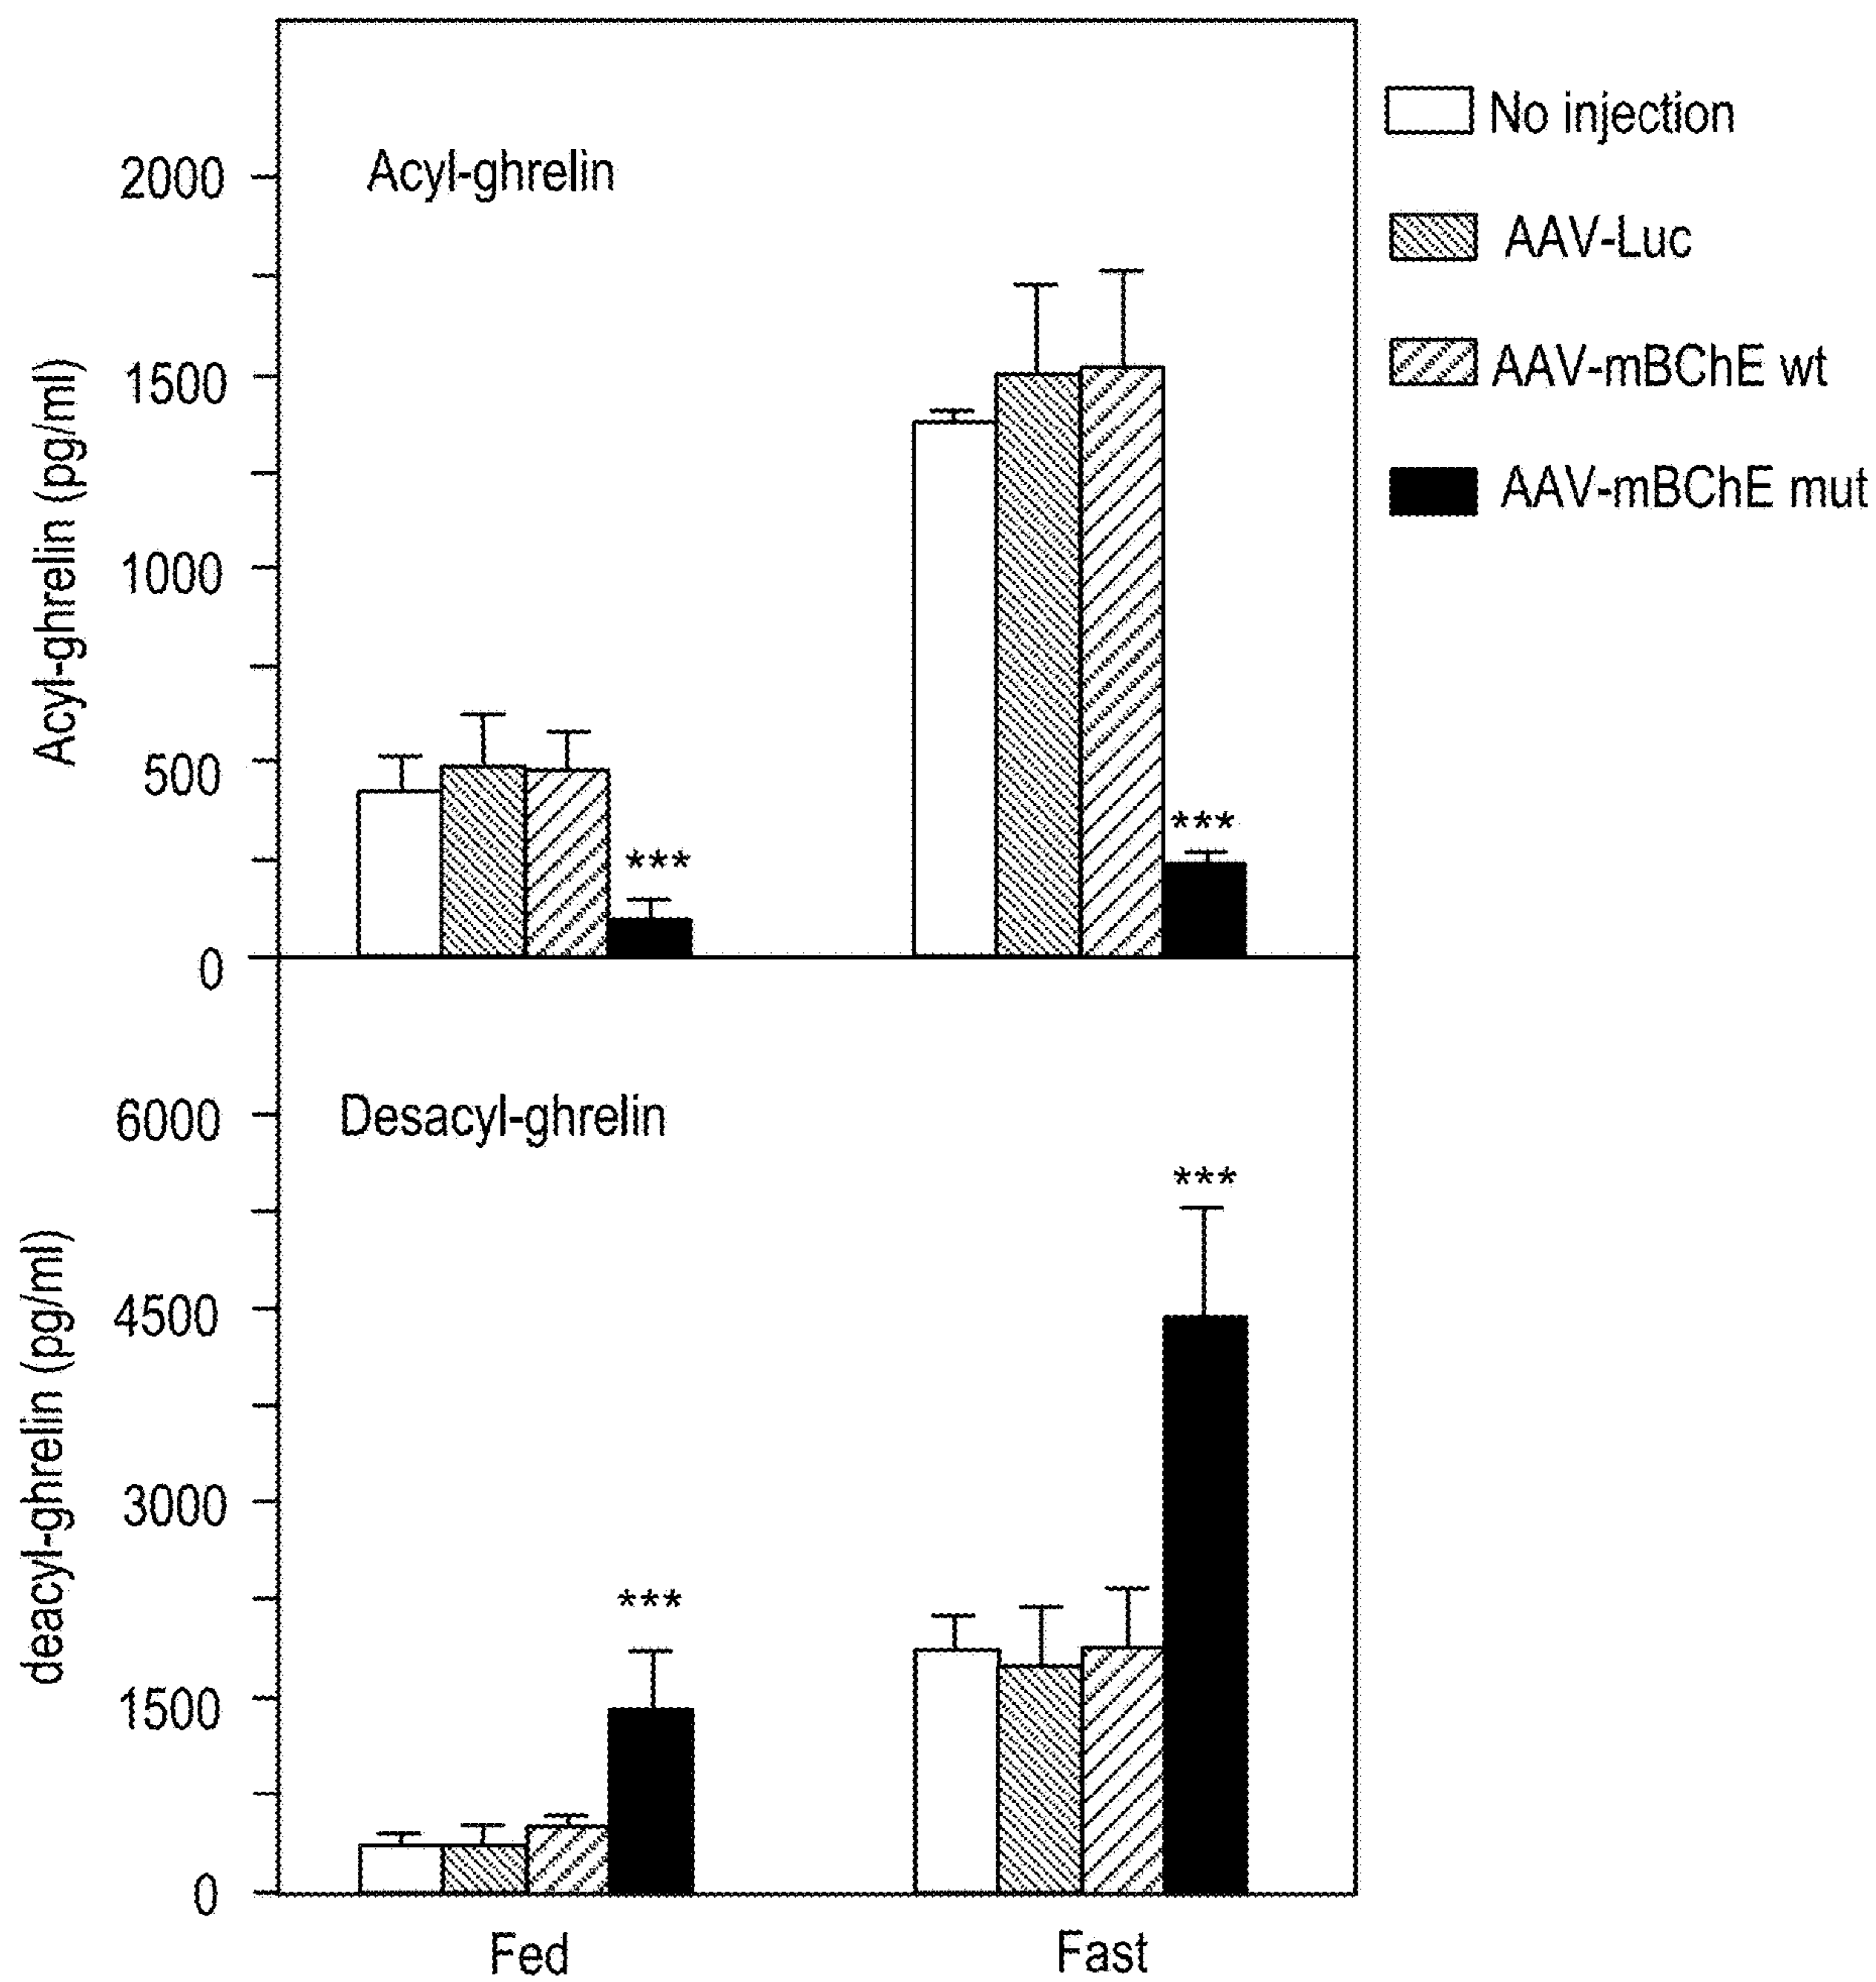 No injection
AAV-Luc
AAV-mBChE wt
AAV-mBChE mut
Acyl-ghrelin (pg/ml)
2000
1500
1000
500
0
Acyl-ghrelin
***
***
deacyl-ghrelin (pg/ml)
6000
4500
3000
1500
0
Desacyl-ghrelin
***
***
Fed
Fast